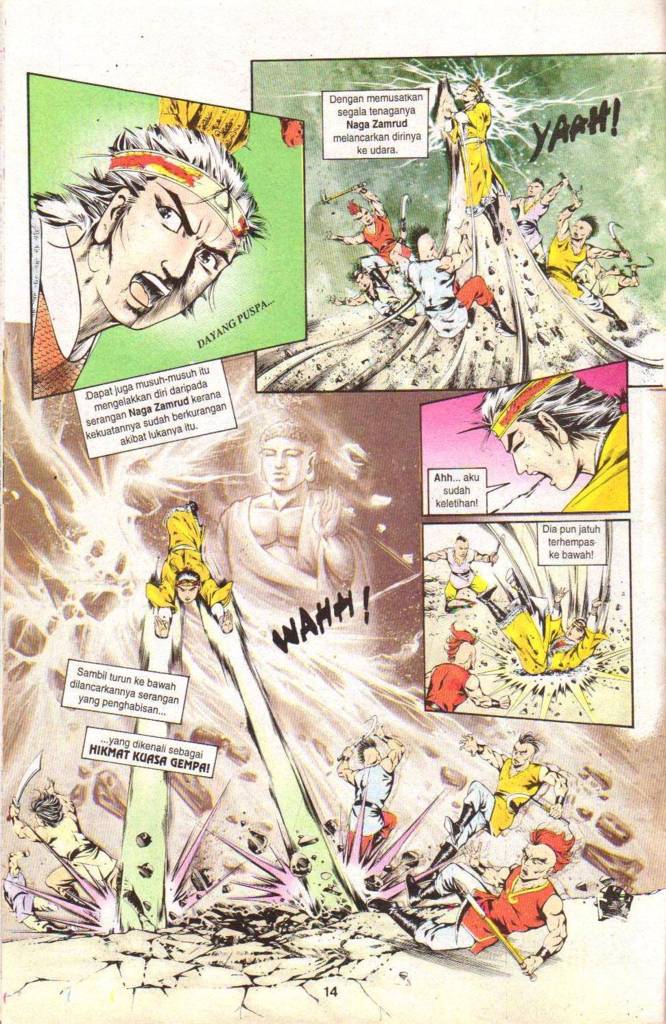 DAYANG PUSPA...
Dengan memusatkan
segala tenaganya
Naga Zamrud
melancarkan dirinya
ke udara.
YAAH!
Dapat juga musuh-musuh itu
mengelakkan diri daripada
serangan Naga Zamrud kerana
kekuatannya sudah berkurangan
akibat lukanya itu.
Ahh... aku
sudah
keletihan!
Dia pun jatuh
terhempas
ke bawah!
WAHH!
Sambil turun ke bawah
dilancarkannya serangan
yang penghabisan...
...yang dikenali sebagai
HIKMAT KUASA GEMPA!
14